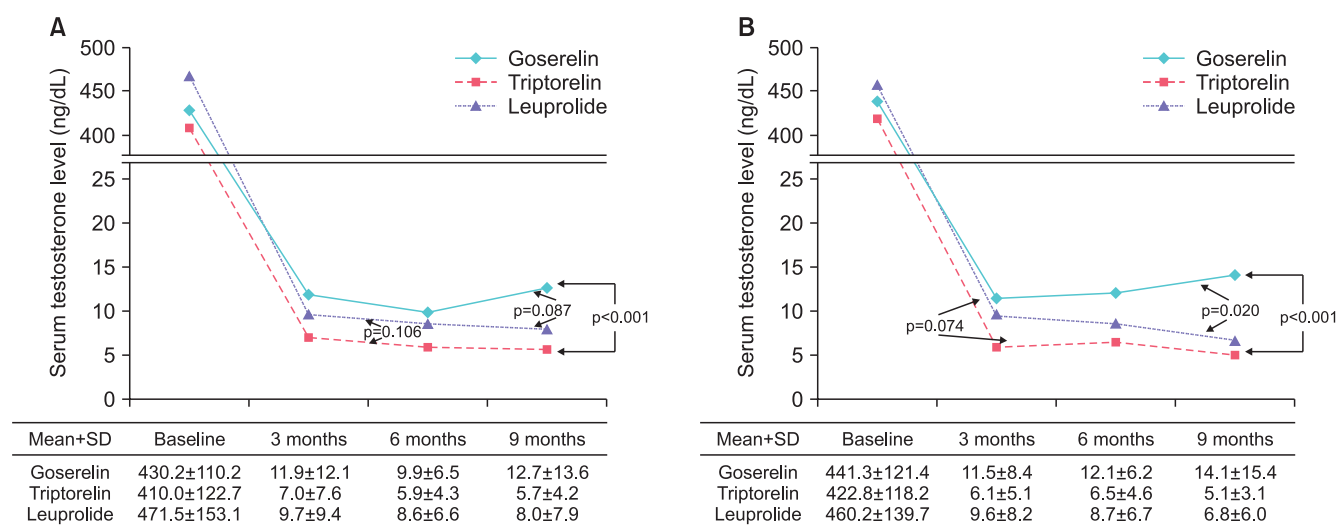 A
500
450
400
25
20
15
10
5
0
Serum testosterone level (ng/dL)
Goserelin
Triptorelin
Leuprolide
p=0.106
p=0.087
p<0.001
Mean+SD Baseline 3 months 6 months 9 months
Goserelin 430.2±110.2 11.9±12.1 9.9±6.5 12.7±13.6
Triptorelin 410.0±122.7 7.0±7.6 5.9±4.3 5.7±4.2
Leuprolide 471.5±153.1 9.7±9.4 8.6±6.6 8.0±7.9
B
500
450
400
25
20
15
10
5
0
Serum testosterone level (ng/dL)
Goserelin
Triptorelin
Leuprolide
p=0.074
p=0.020
p<0.001
Mean+SD Baseline 3 months 6 months 9 months
Goserelin 441.3±121.4 11.5±8.4 12.1±6.2 14.1±15.4
Triptorelin 422.8±118.2 6.1±5.1 6.5±4.6 5.1±3.1
Leuprolide 460.2±139.7 9.6±8.2 8.7±6.7 6.8±6.0